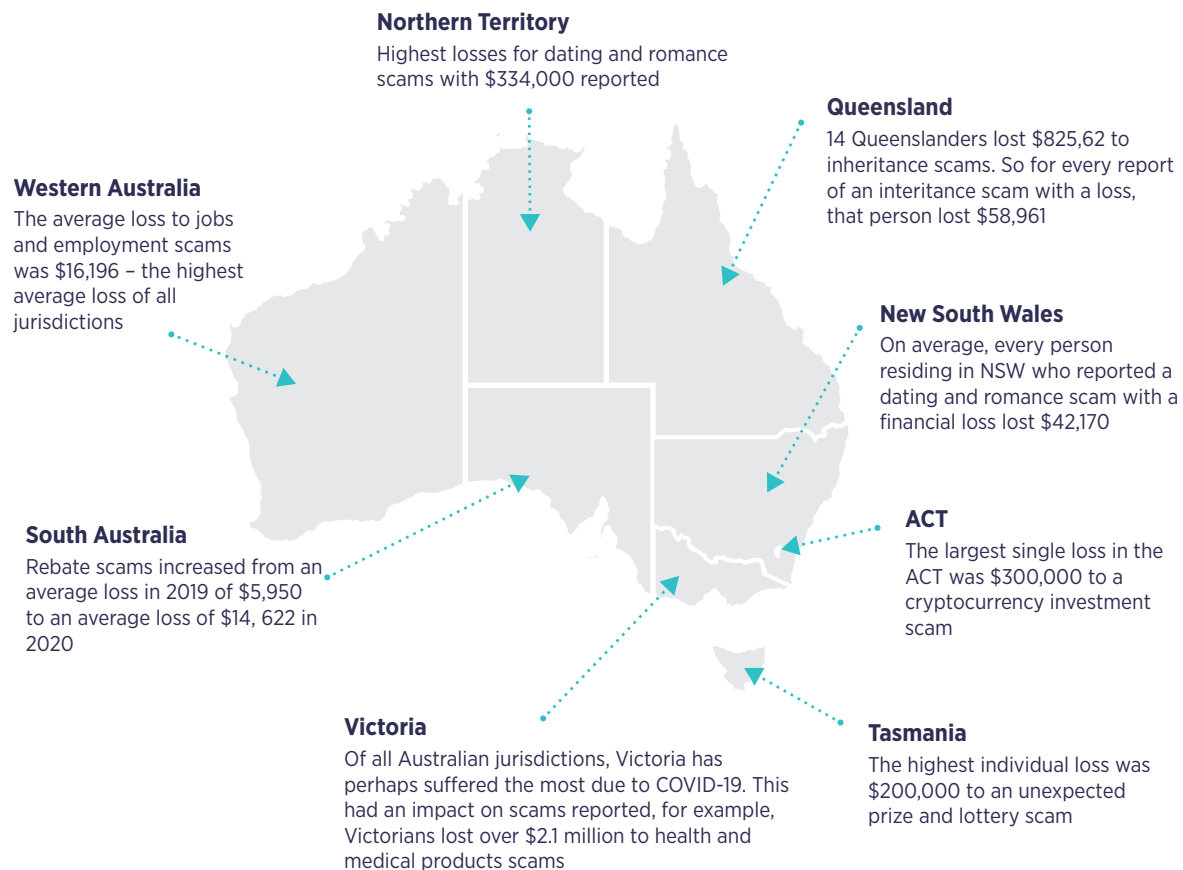 Northern Territory
Highest losses for dating and romance
scams with $334,000 reported
Queensland
14 Queenslanders lost $825,62 to
inheritance scams. So for every report
of an interitance scam with a loss,
that person lost $58,961
Western Australia
The average loss to jobs
and employment scams
was $16,196 – the highest
average loss of all
jurisdictions
New South Wales
On average, every person
residing in NSW who reported a
dating and romance scam with a
financial loss lost $42,170
South Australia
Rebate scams increased from an
average loss in 2019 of $5,950
to an average loss of $14, 622 in
2020
ACT
The largest single loss in the
ACT was $300,000 to a
cryptocurrency investment
scam
Victoria
Of all Australian jurisdictions, Victoria has
perhaps suffered the most due to COVID-19. This
had an impact on scams reported, for example,
Victorians lost over $2.1 million to health and
medical products scams
Tasmania
The highest individual loss was
$200,000 to an unexpected
prize and lottery scam